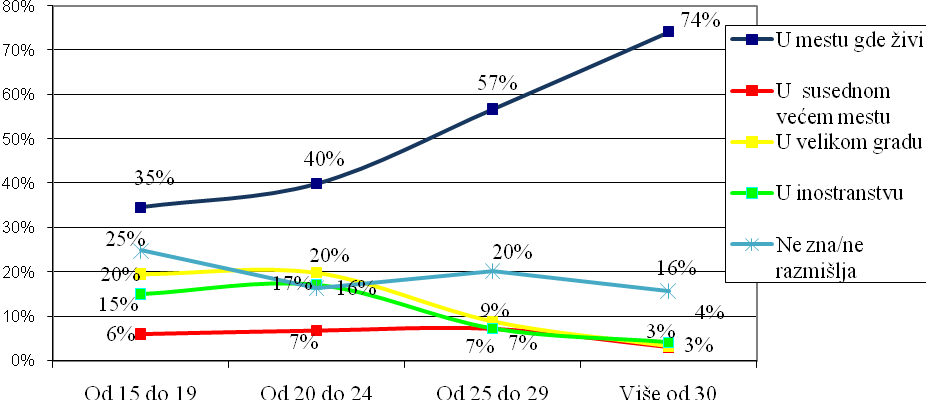 80%
70%
60%
50%
40%
30%
20%
10%
0%
74%
57%
40%
35%
25%
20%
20%
20%
17%
16%
16%
15%
9%
4%
6%
7%
7%
7%
3%
3%
Od 15 do 19
Od 20 do 24
Od 25 do 29
Više od 30
U mestu gde živi
U susednom
većem mestu
U velikom gradu
U inostranstvu
Ne zna/ne
razmišlja